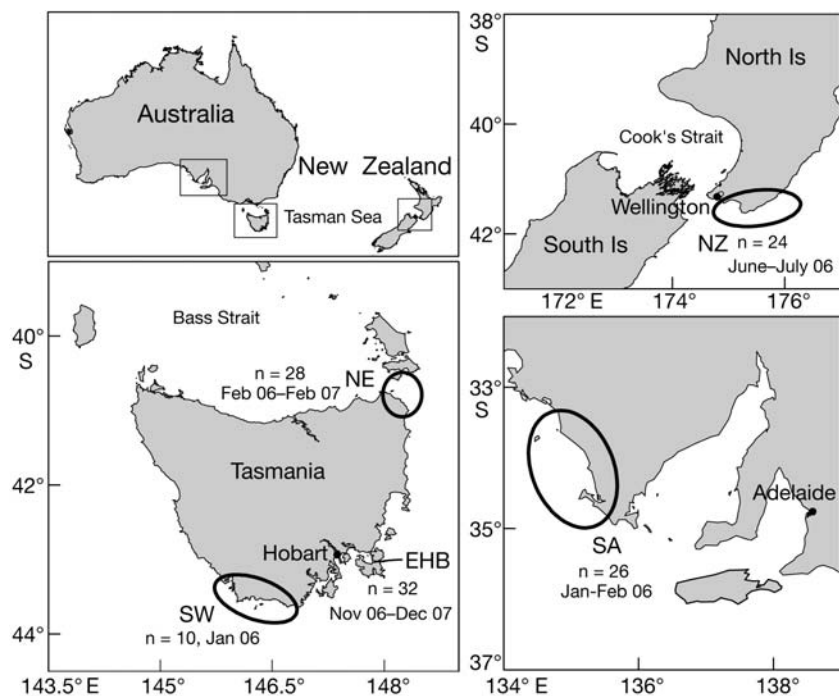 Australia
New Zealand
Tasman Sea
38°
S
North Is
40°
Cook's Strait
Wellington
NZ
n = 24
42°
South Is
June–July 06
172° E
174°
176°
Bass Strait
40°
S
n = 28
NE
Feb 06–Feb 07
42°
Tasmania
Hobart
EHB
n = 32
SW
Nov 06–Dec 07
n = 10, Jan 06
44°
143.5° E
145°
146.5°
148°
33°
S
Adelaide
35°
SA
n = 26
Jan-Feb 06
37°
134° E
136°
138°